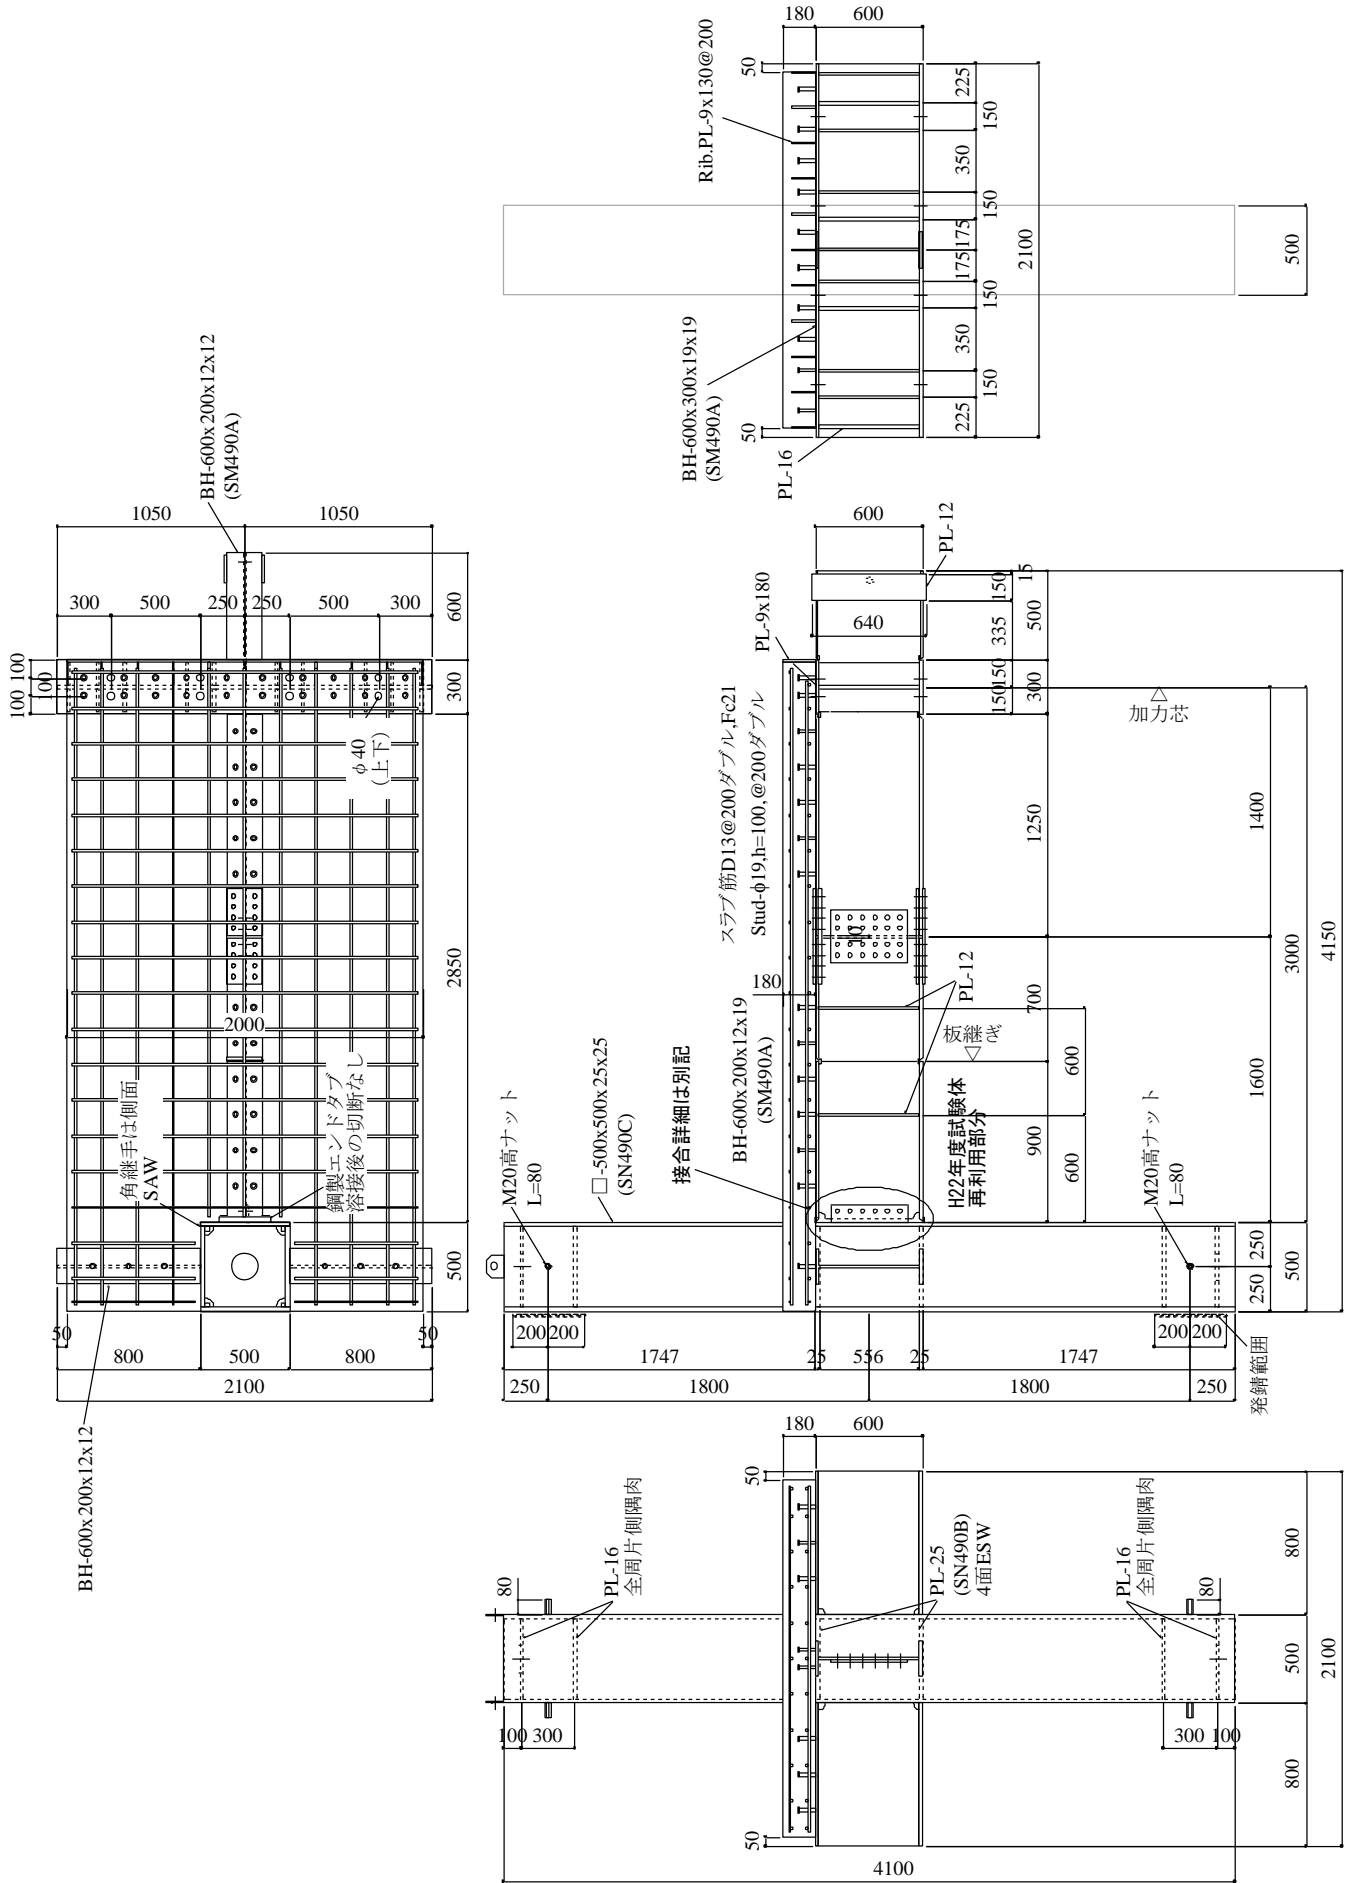 180
600
50
Rib.PL-9x130@200
225
150
350
150
175
175
150
350
150
225
2100
500
BH-600x300x19x19
(SM490A)
50
PL-16
BH-600x200x12x12
(SM490A)
1050
1050
300
500
250
250
500
300
600
100
100
100
300
φ40
(上下)
2850
2000
角継手は側面
SAW
鋼製エンドタブ
溶接後の切断なし
500
50
50
800
500
800
2100
BH-600x200x12x12
600
PL-12
15
150
335
500
640
PL-9x180
150
150
300
加力芯
スラブ筋D13@200ダブル,Fc21
Stud-φ19,h=100,@200ダブル
1250
1400
3000
4150
10
180
PL-12
700
板継ぎ
600
1600
BH-600x200x12x19
(SM490A)
接合詳細は別記
□-500x500x25x25
(SN490C)
M20高ナット
L=80
H22年度試験体
再利用部分
900
600
M20高ナット
L=80
250
250
500
200
200
200
200
発錆範囲
1747
25
556
25
1747
250
1800
1800
250
180
600
50
PL-16
全周片側隅肉
PL-25
(SN490B)
4面ESW
PL-16
全周片側隅肉
80
80
800
500
800
2100
100
300
300
100
50
4100